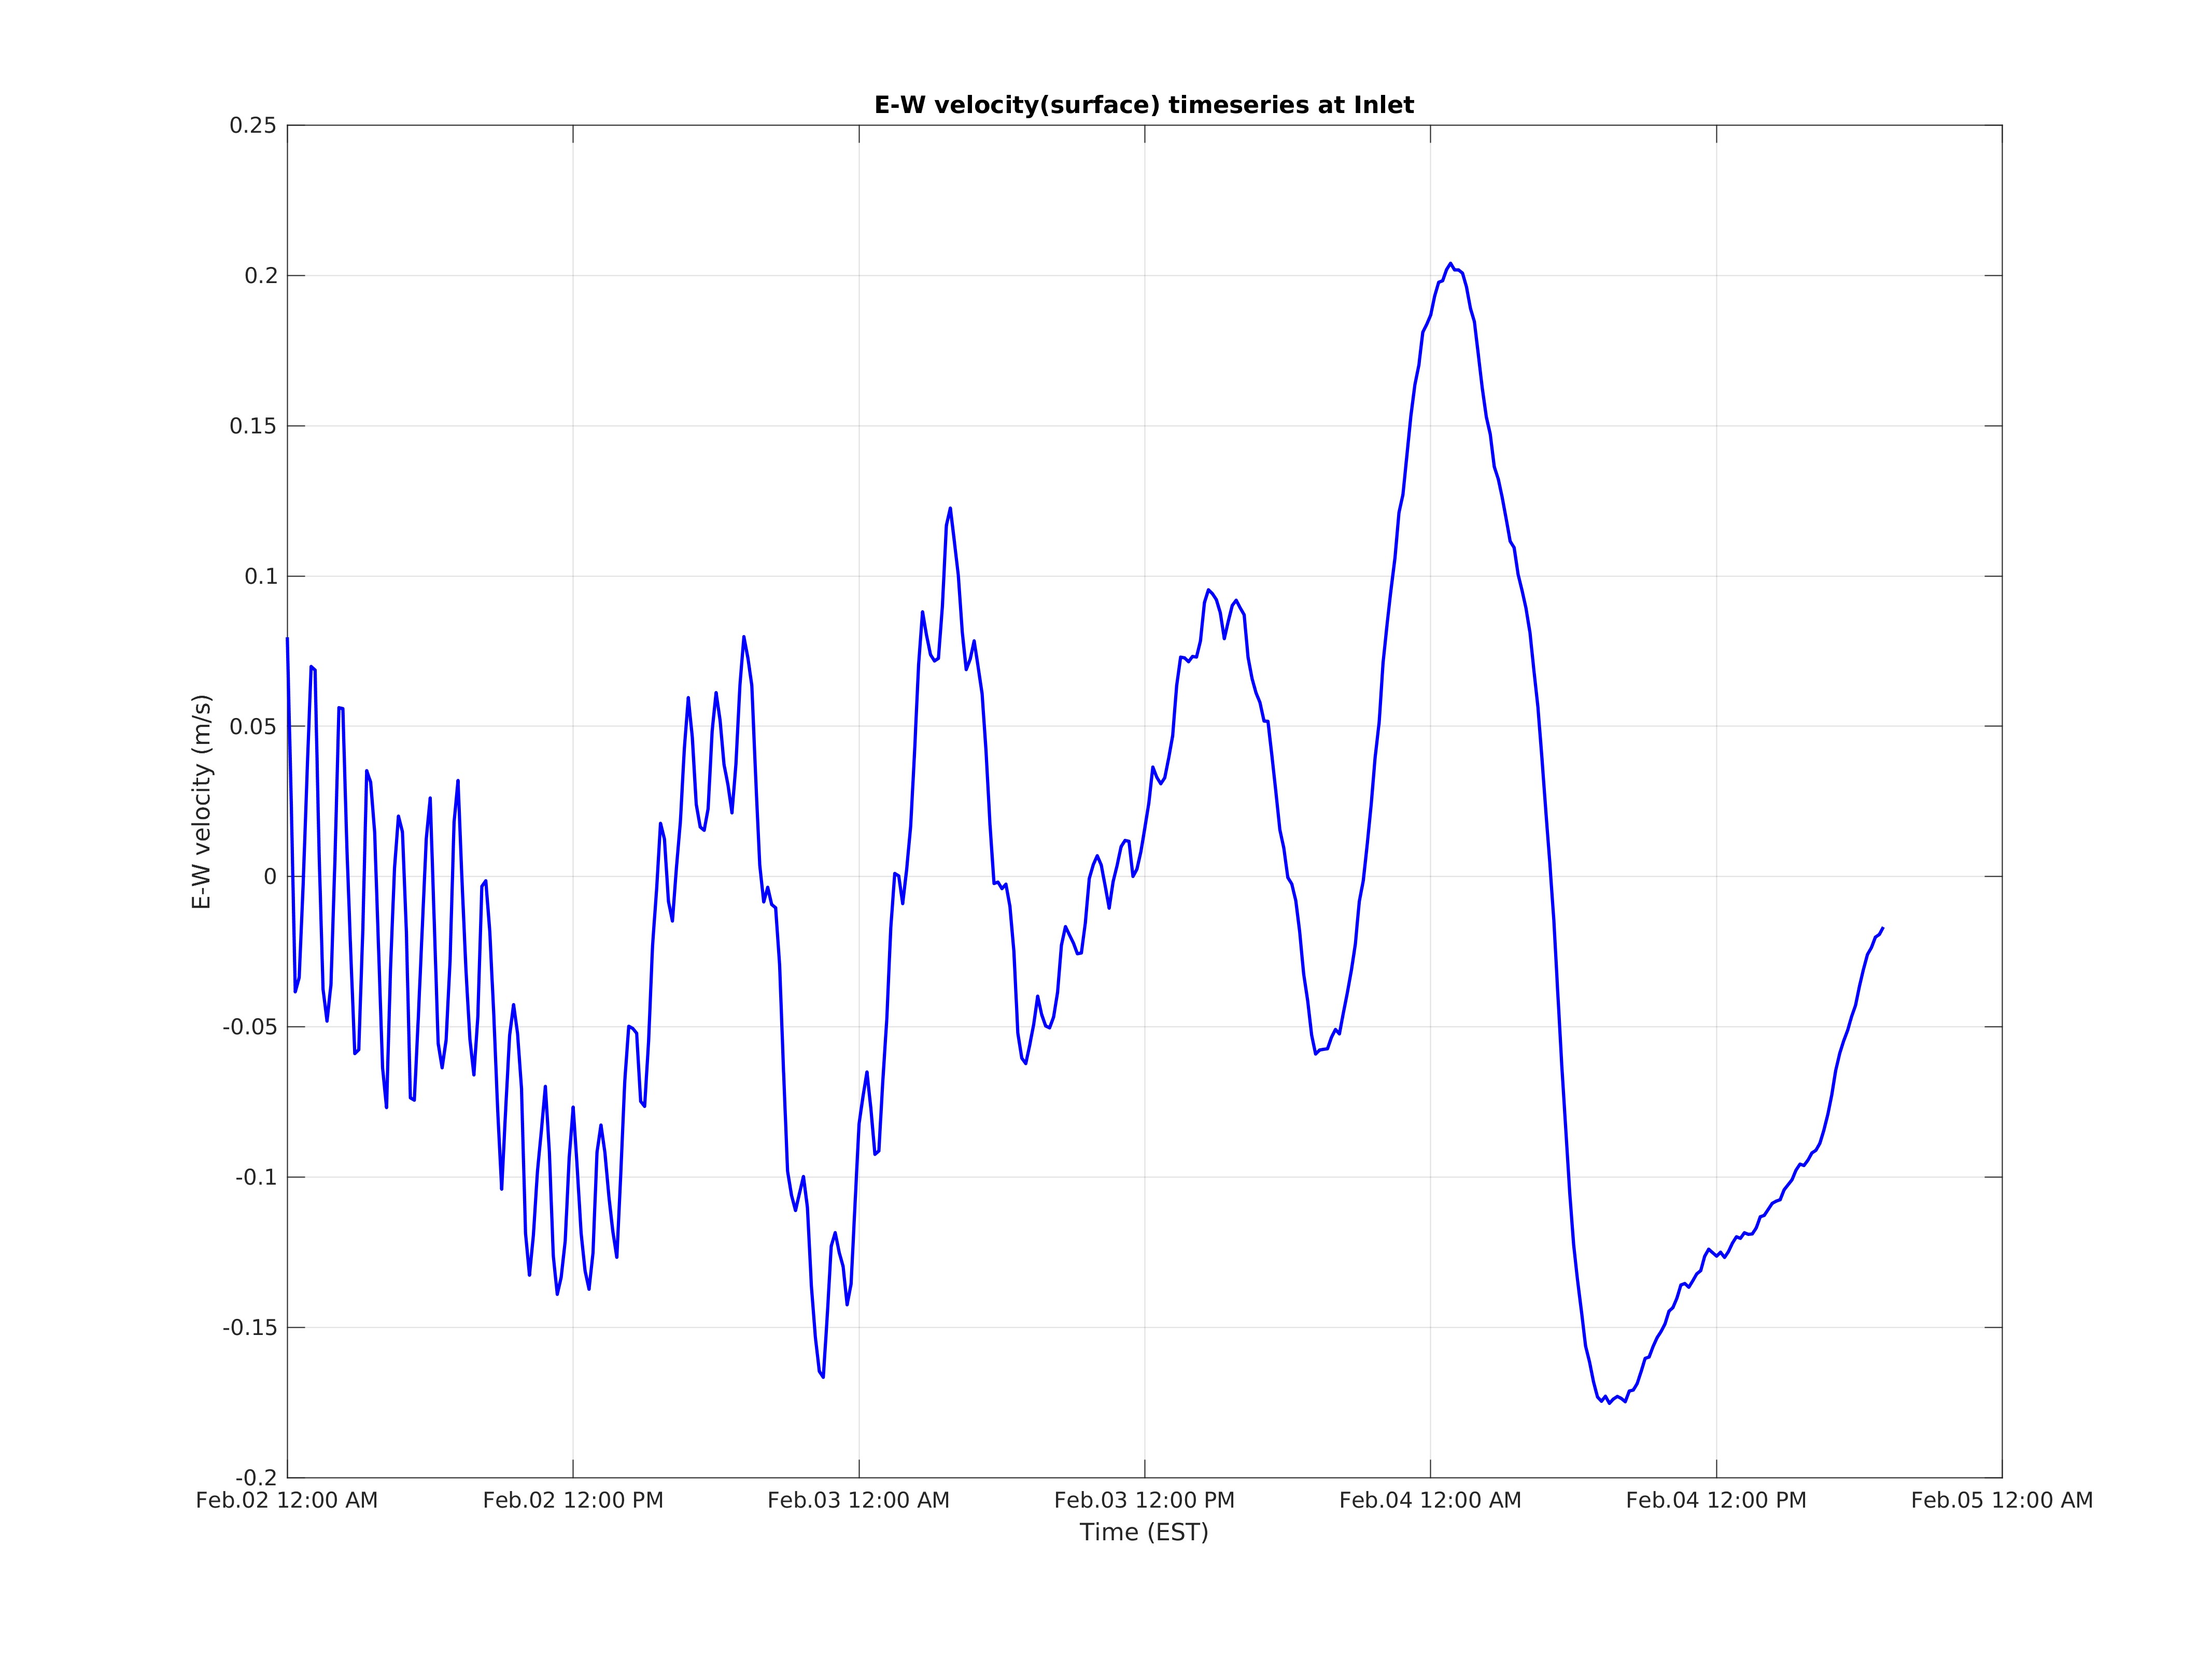 E-W velocity(surface) timeseries at Inlet
0.25
0.2
0.15
0.1
0.05
0
-0.05
-0.1
-0.15
-0.2
E-W velocity (m/s)
Feb.02 12:00 AM
Feb.02 12:00 PM
Feb.03 12:00 AM
Feb.03 12:00 PM
Feb.04 12:00 AM
Feb.04 12:00 PM
Feb.05 12:00 AM
Time (EST)